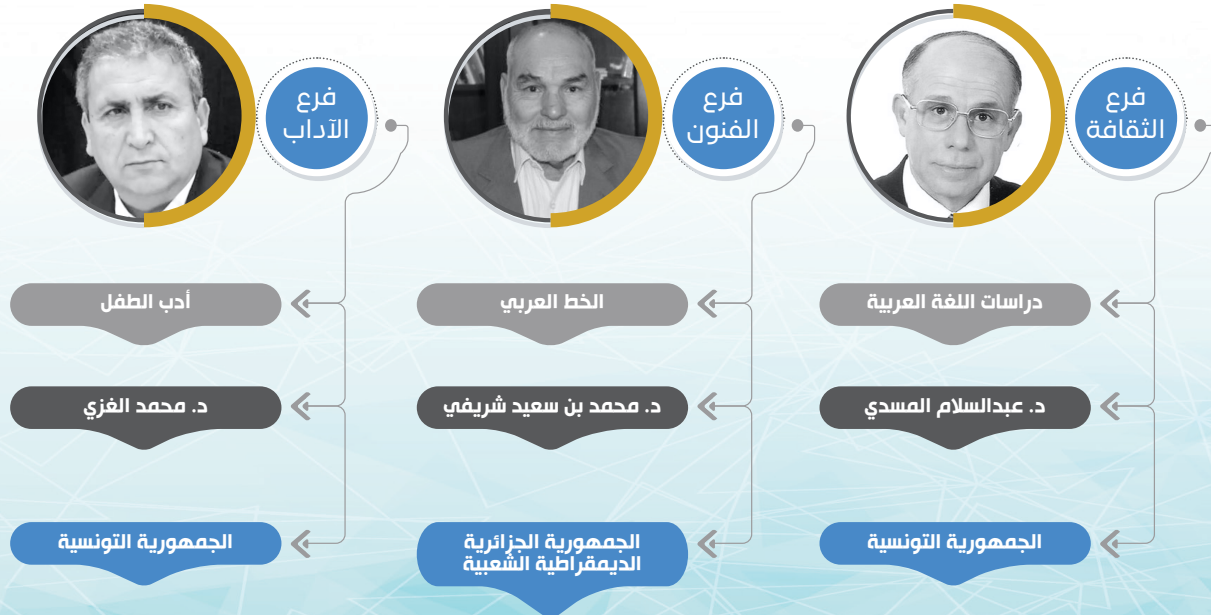 فرع
الثقافة
دراسات اللغة العربية
د. عبدالسلام المسدي
الجمهورية التونسية
فرع
الفنون
الخط العربي
د. محمد بن سعيد شريفي
الجمهورية الجزائرية
الديمقراطية الشعبية
فرع
الآداب
أدب الطفل
د. محمد الغزي
الجمهورية التونسية